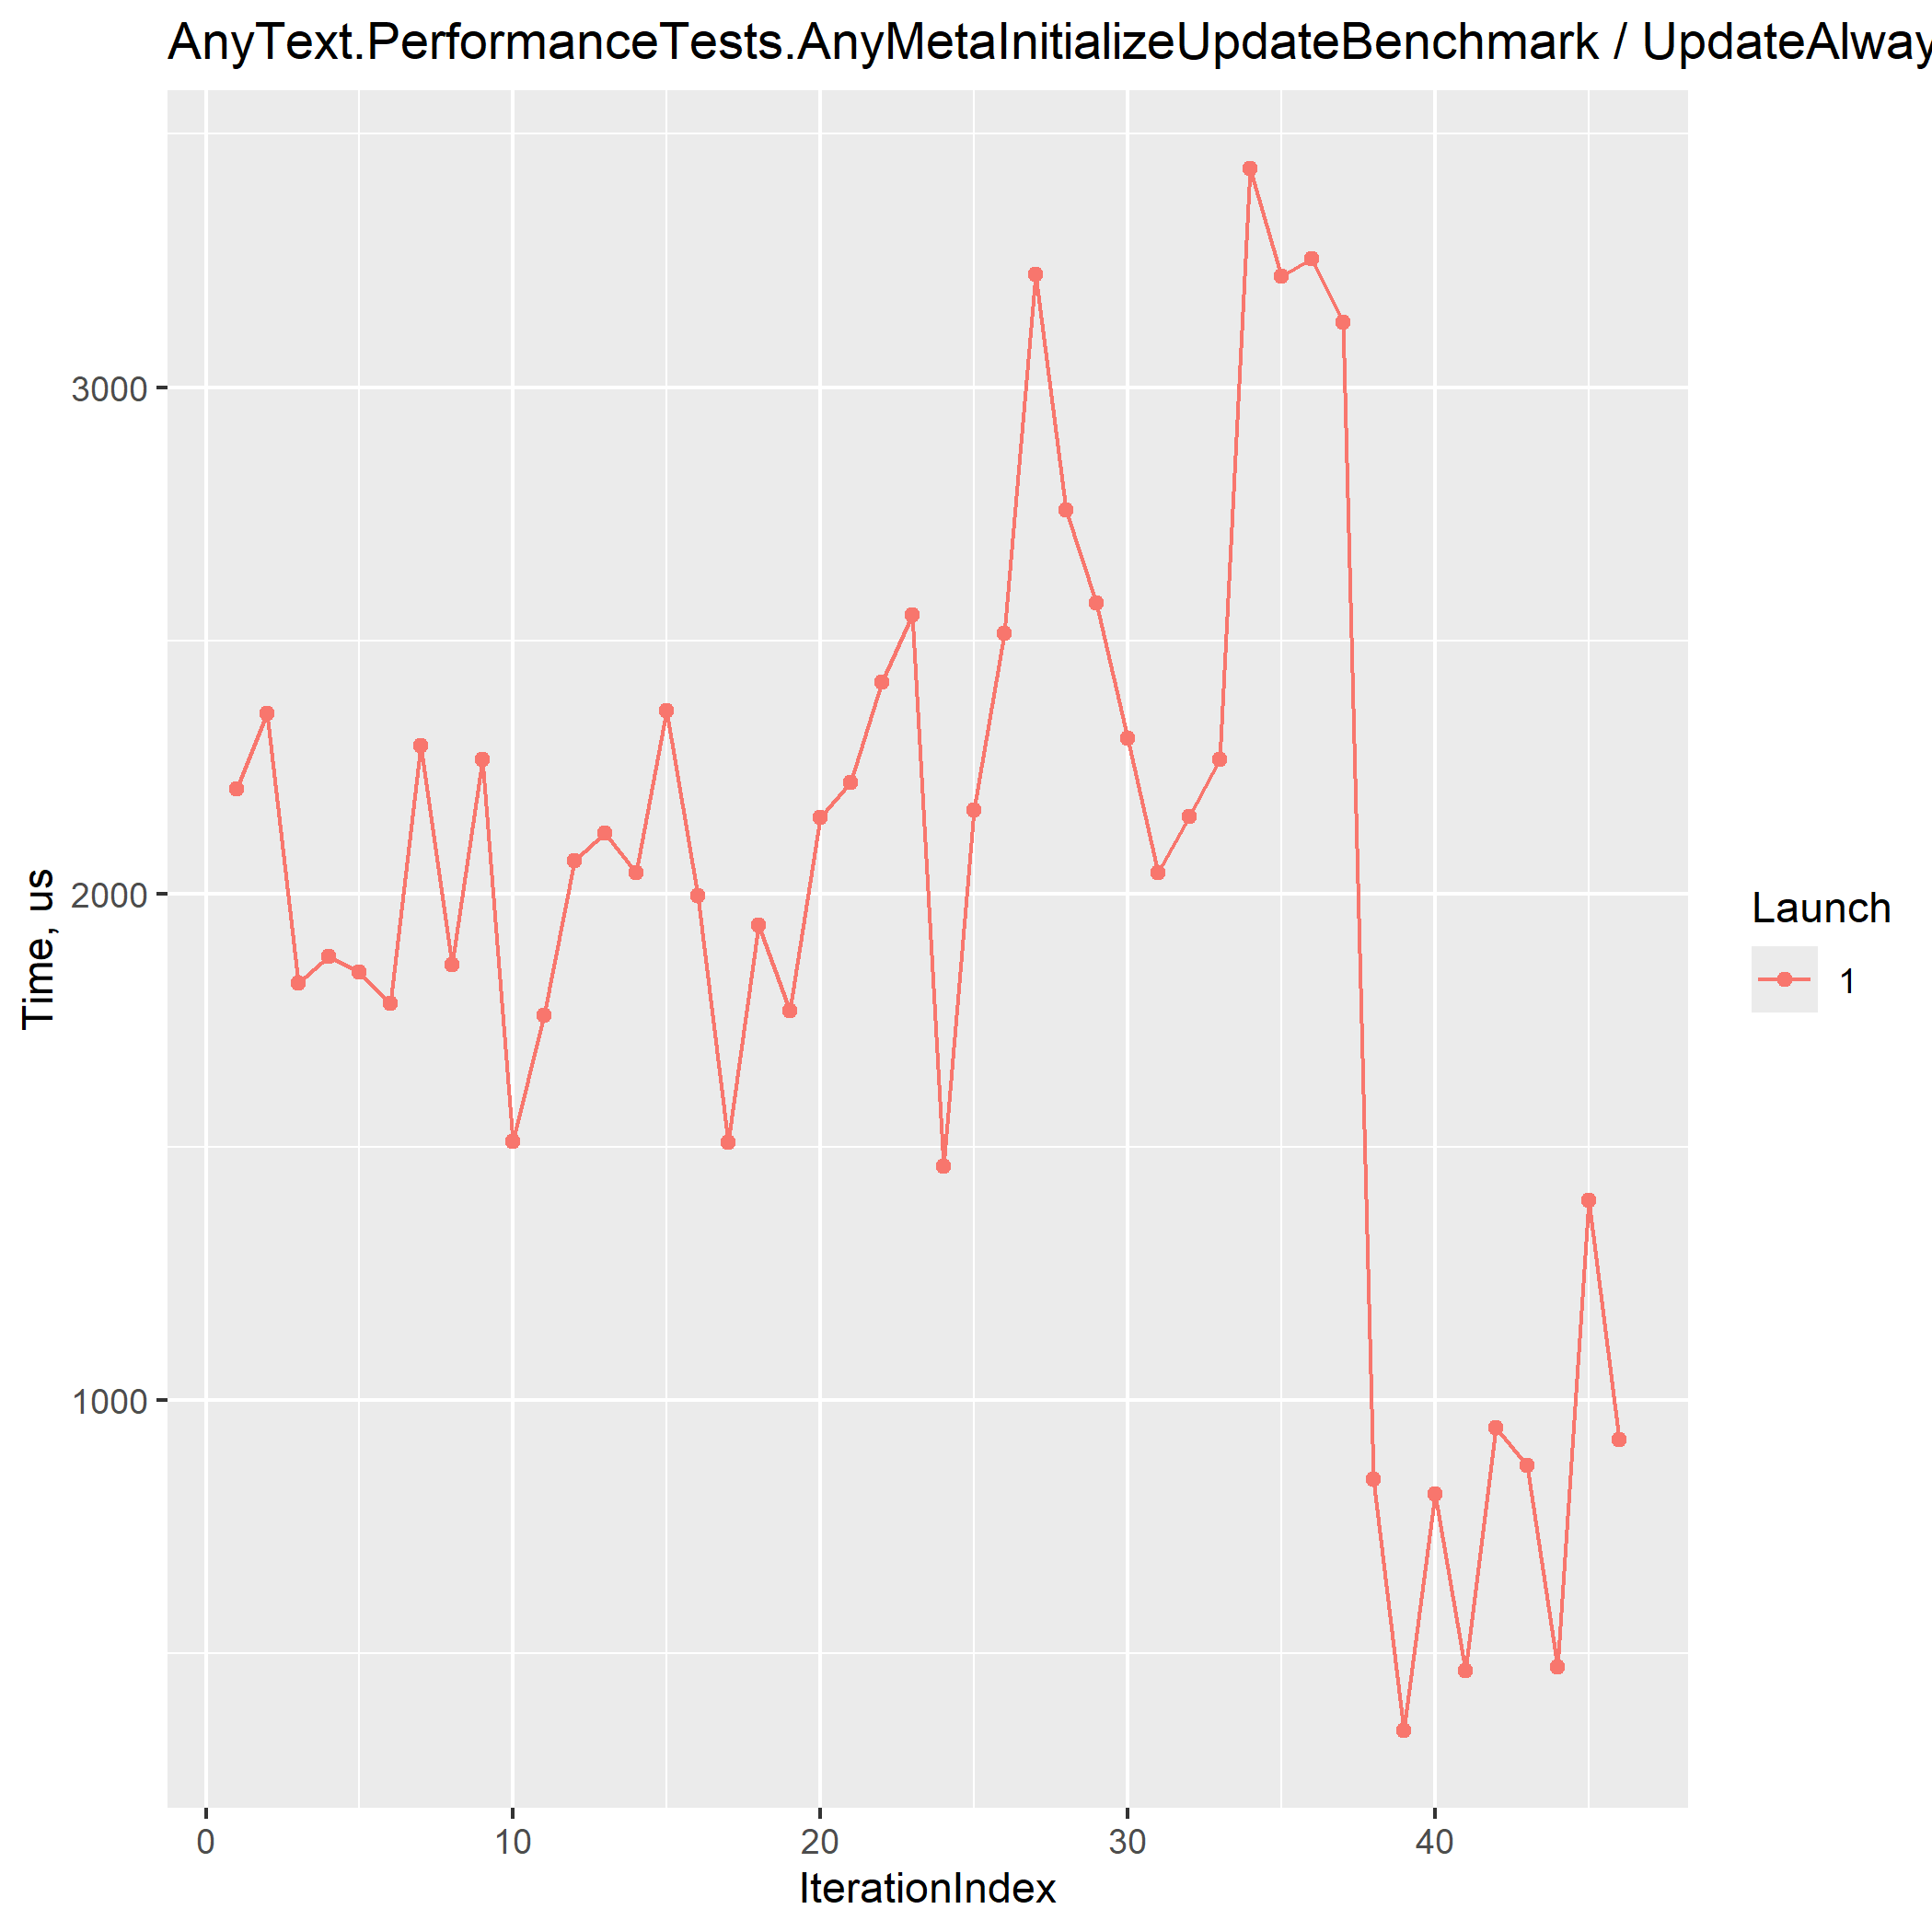 AnyText.PerformanceTests.AnyMetaInitializeUpdateBenchmark / UpdateAlway
3000
2000
1000
Time, us
0 10 20 30 40
IterationIndex
Launch
1